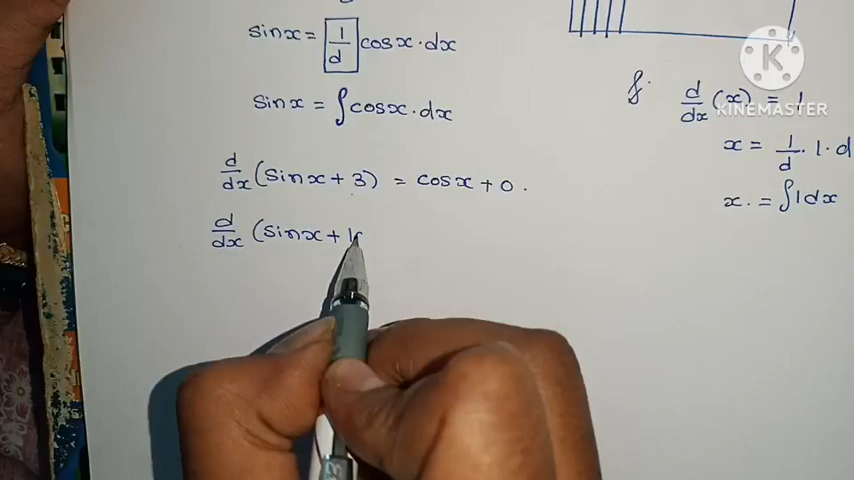 sinx = 1/d cosx · dx
sinx = ∫cosx · dx
d/dx (sinx + 3) = cosx + 0 .
d/dx (sinx + 1
∫.
d/dx (x) = 1
x = 1/d · 1 · d
x . = ∫1dx
K
KINEMASTER